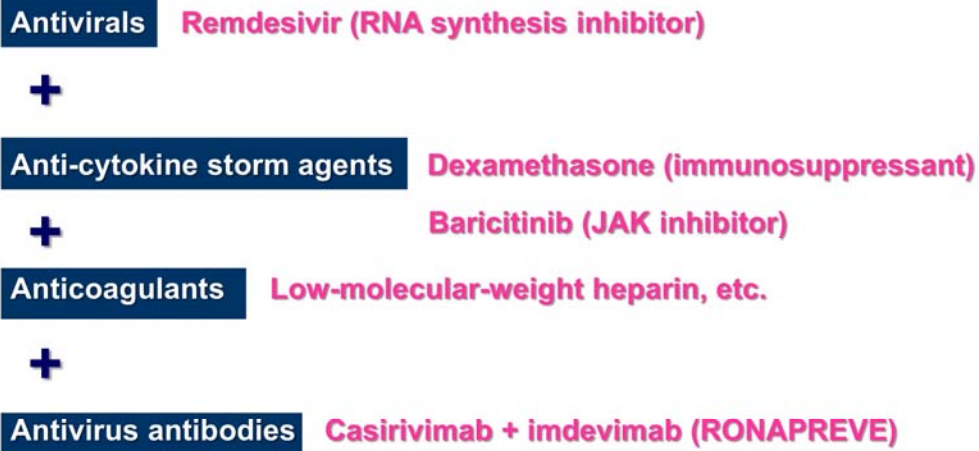 Antivirals Remdesivir (RNA synthesis inhibitor)
+
Anti-cytokine storm agents Dexamethasone (immunosuppressant)
+ Baricitinib (JAK inhibitor)
Anticoagulants Low-molecular-weight heparin, etc.
+
Antivirus antibodies Casirivimab + imdevimab (RONAPREVE)